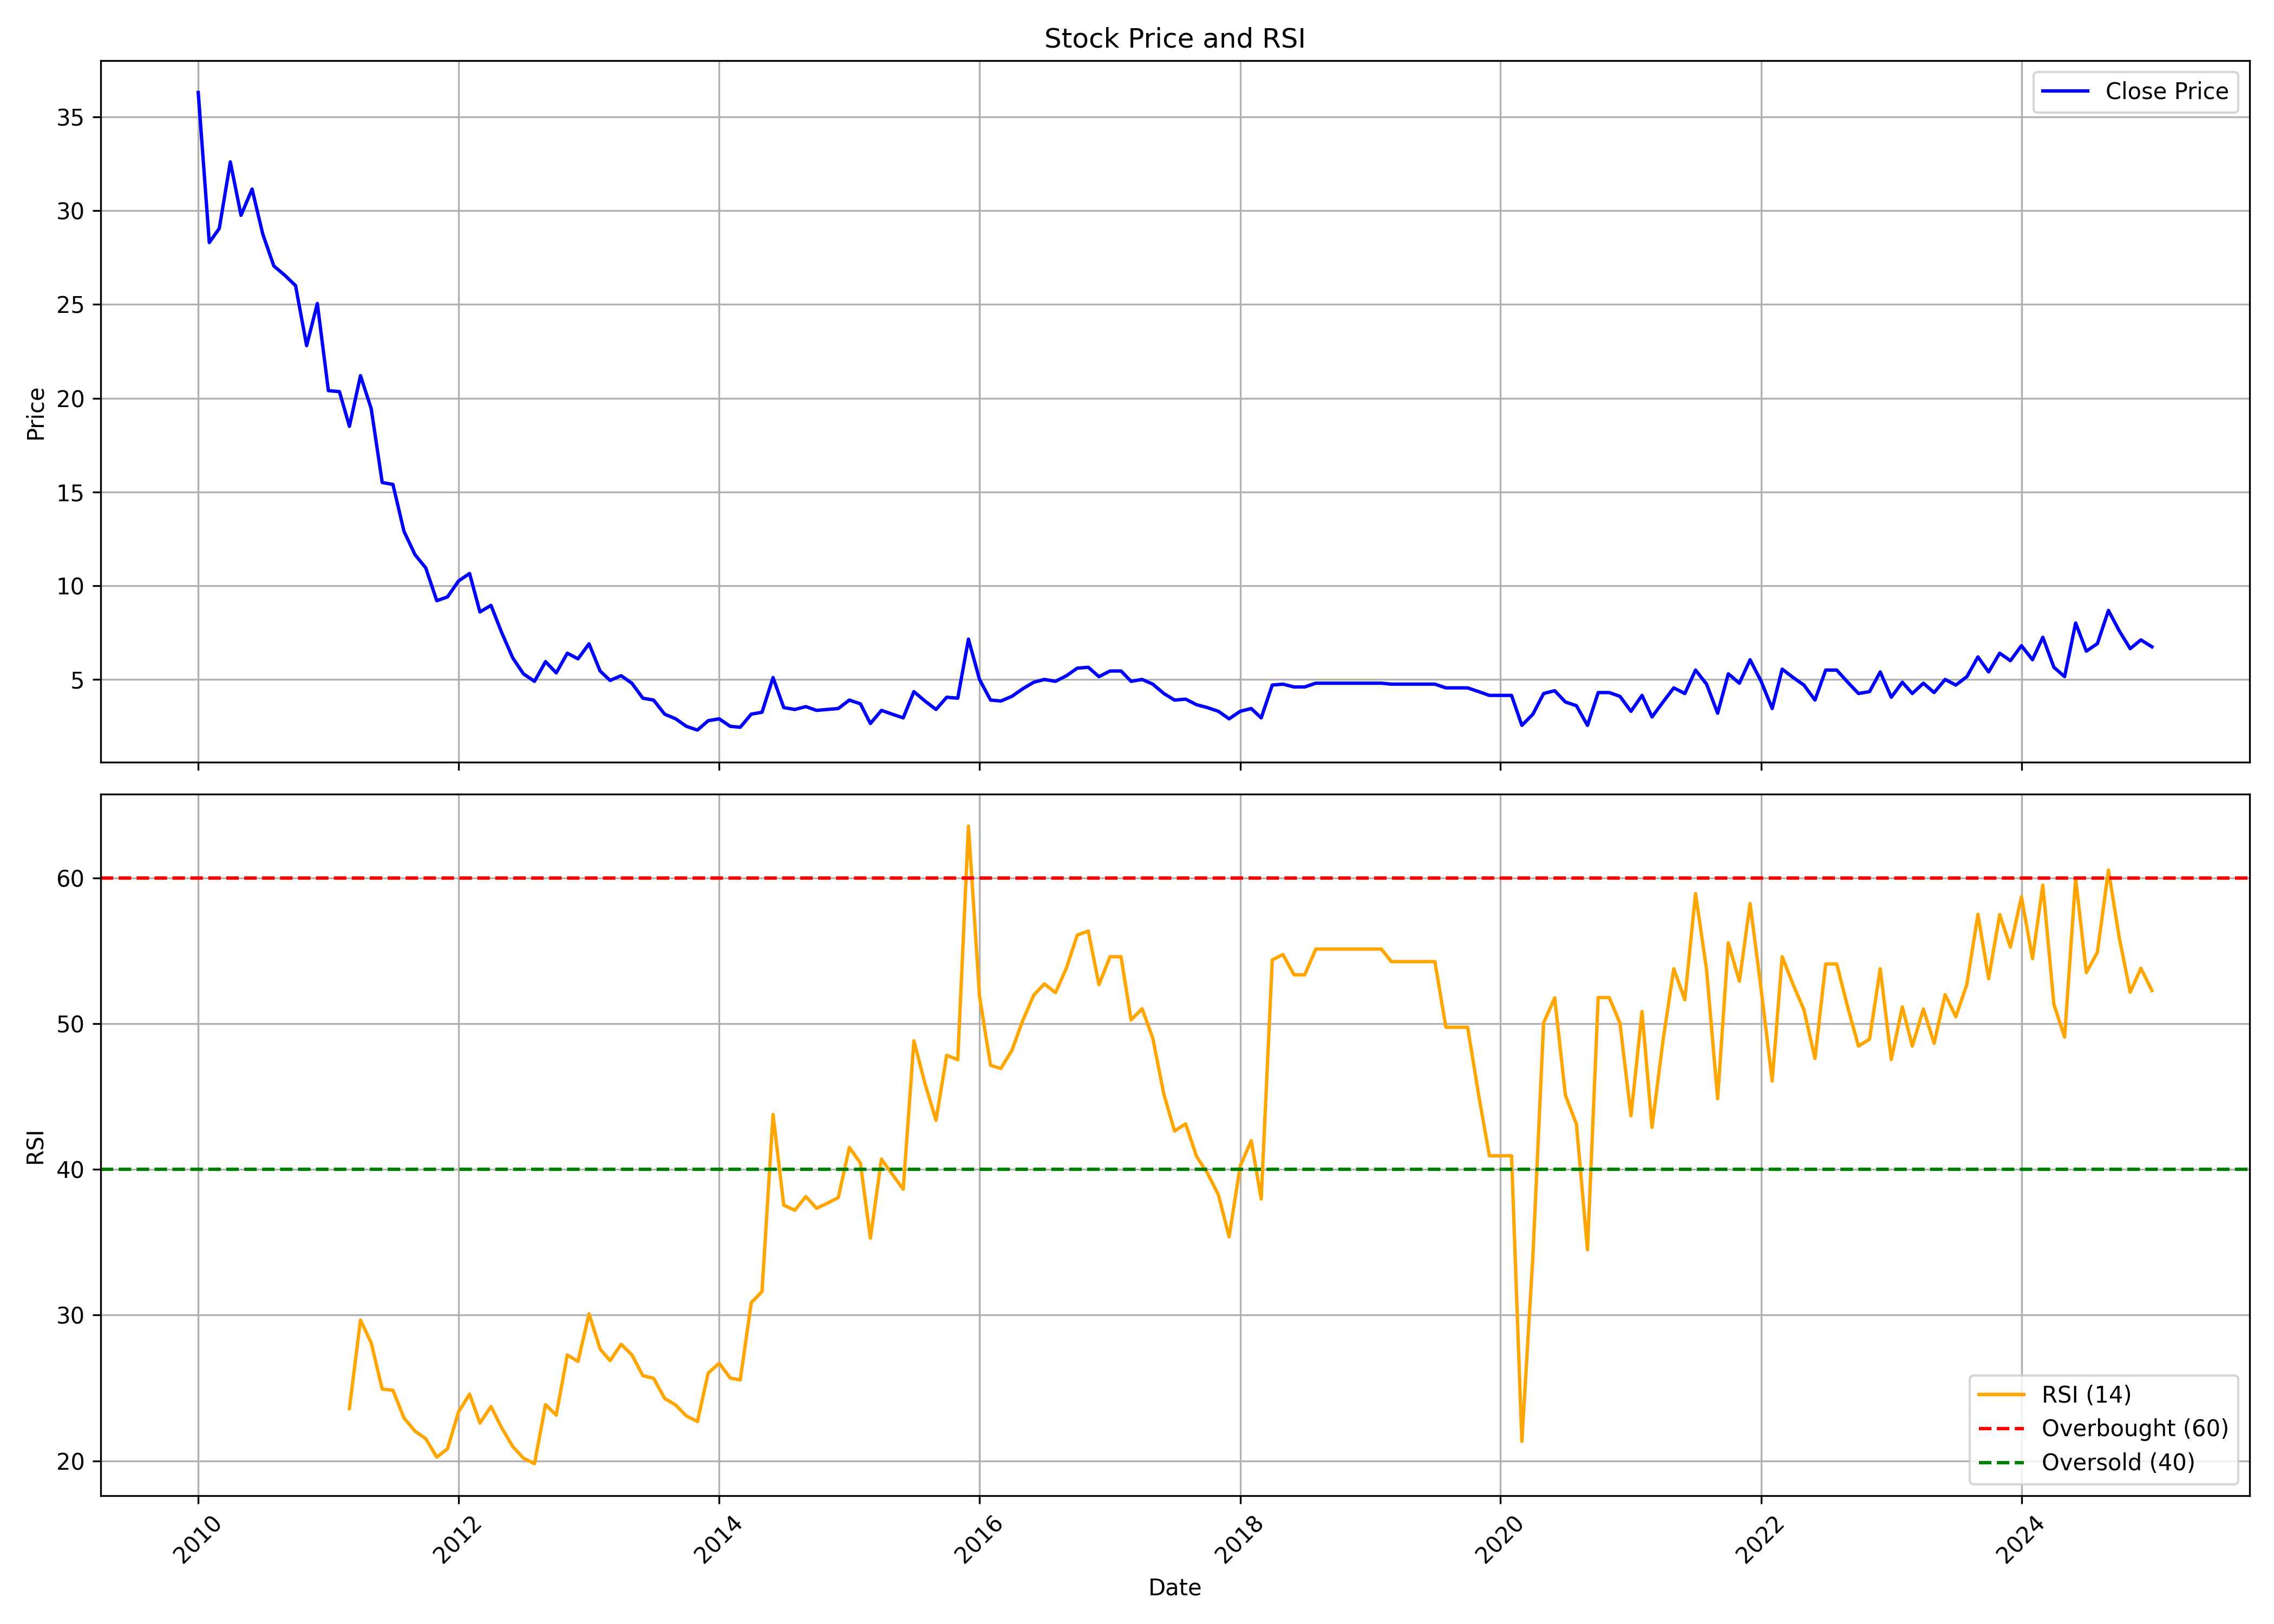 Stock Price and RSI
Close Price
35
30
25
20
15
10
5
Price
60
50
40
30
20
RSI
RSI (14)
Overbought (60)
Oversold (40)
2010
2012
2014
2016
2018
2020
2022
2024
Date